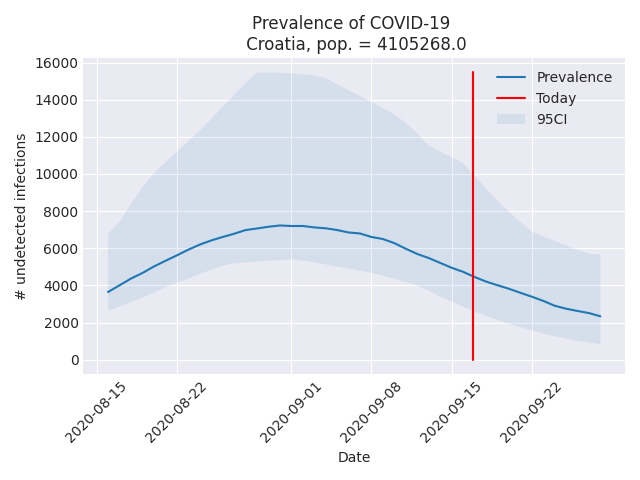 Prevalence of COVID-19
Croatia, pop. = 4105268.0
16000
14000
12000
10000
8000
6000
4000
2000
0
# undetected infections
Prevalence
Today
95CI
2020-08-15
2020-08-22
2020-09-01
2020-09-08
2020-09-15
2020-09-22
Date